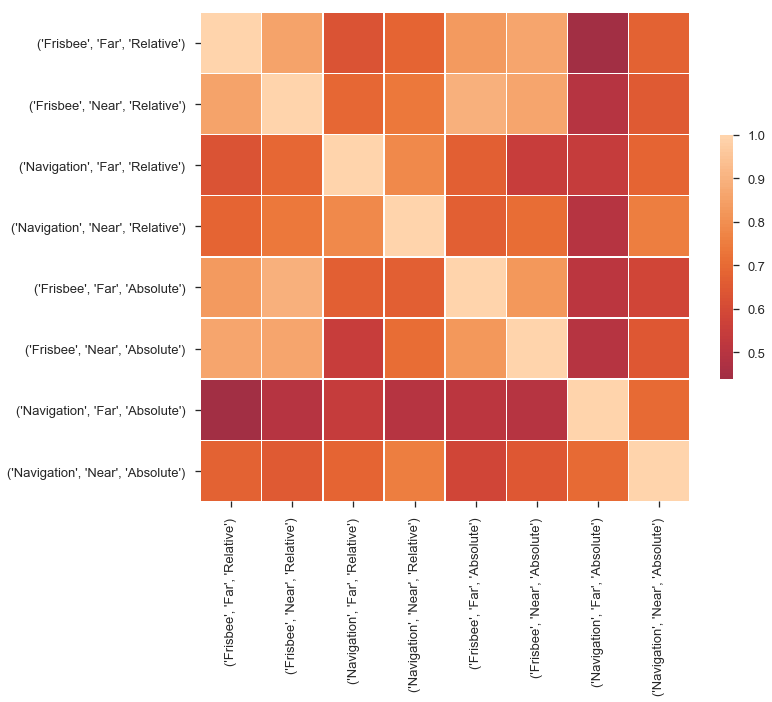 ('Frisbee', 'Far', 'Relative')
('Frisbee', 'Near', 'Relative')
('Navigation', 'Far', 'Relative')
('Navigation', 'Near', 'Relative')
('Frisbee', 'Far', 'Absolute')
('Frisbee', 'Near', 'Absolute')
('Navigation', 'Far', 'Absolute')
('Navigation', 'Near', 'Absolute')
1.0
0.9
0.8
0.7
0.6
0.5
('Frisbee', 'Far', 'Relative')
('Frisbee', 'Near', 'Relative')
('Navigation', 'Far', 'Relative')
('Navigation', 'Near', 'Relative')
('Frisbee', 'Far', 'Absolute')
('Frisbee', 'Near', 'Absolute')
('Navigation', 'Far', 'Absolute')
('Navigation', 'Near', 'Absolute')